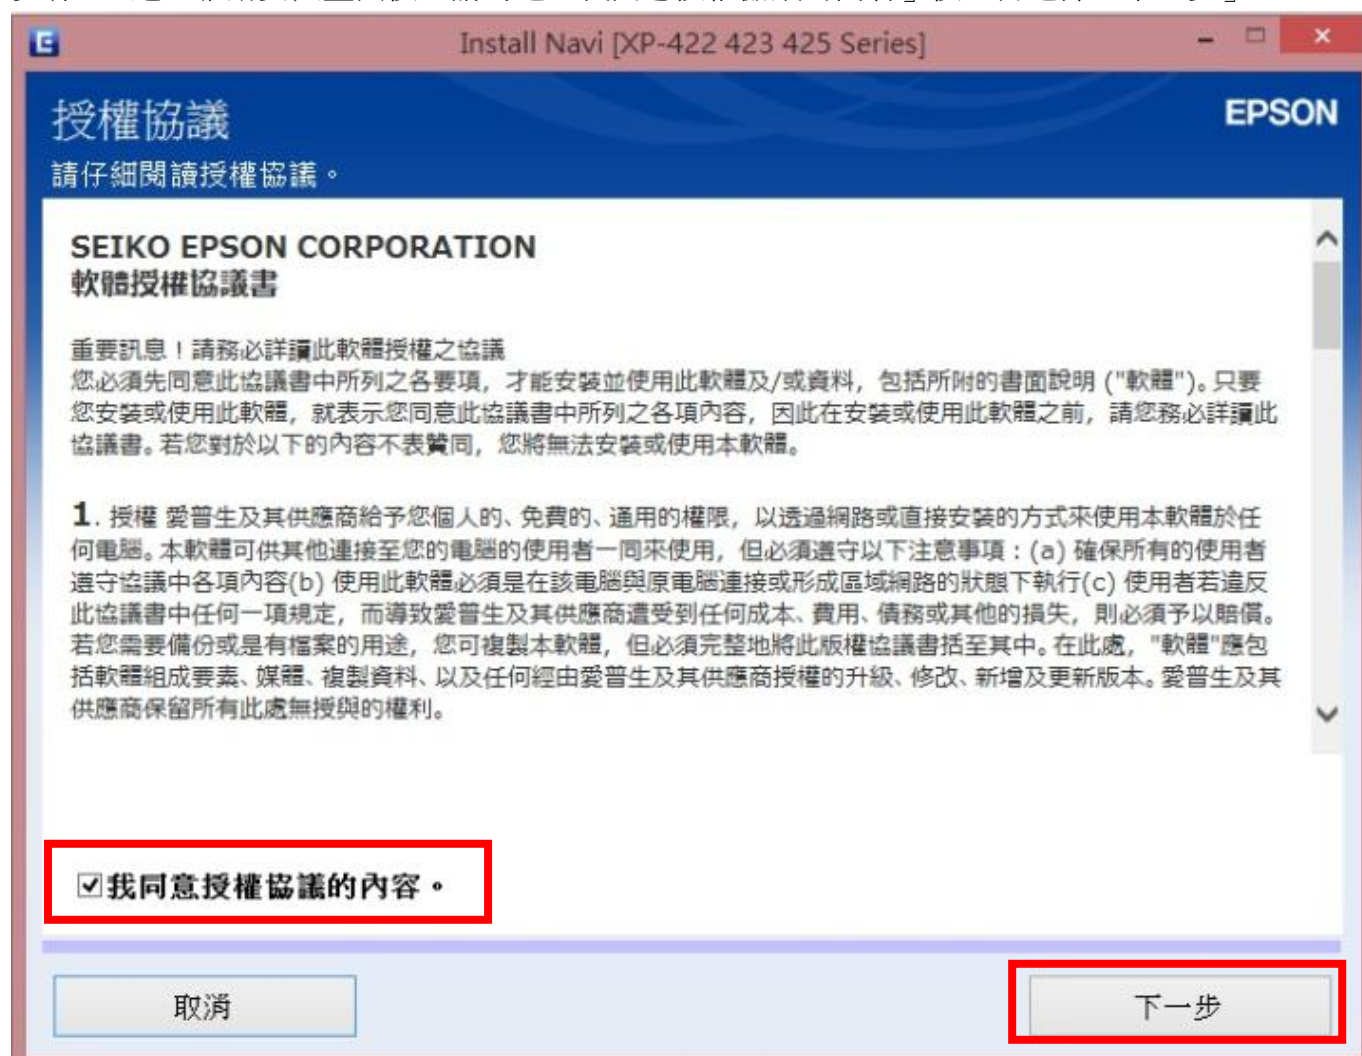 Install Navi [XP-422 423 425 Series]
授權協議
EPSON
請仔細閱讀授權協議。
SEIKO EPSON CORPORATION
軟體授權協議書
重要訊息！請務必詳讀此軟體授權之協議
您必須先同意此協議書中所列之各要項，才能安裝並使用此軟體及/或資料，包括所附的書面說明 ("軟體")。只要
您安裝或使用此軟體，就表示您同意此協議書中所列之各項內容，因此在安裝或使用此軟體之前，請您務必詳讀此
協議書。若您對於以下的內容不表贊同，您將無法安裝或使用本軟體。
1. 授權 愛普生及其供應商給予您個人的、免費的、通用的權限，以透過網路或直接安裝的方式來使用本軟體於任
何電腦。本軟體可供其他連接至您的電腦的使用者一同來使用，但必須遵守以下注意事項：(a) 確保所有的使用者
遵守協議中各項內容(b) 使用此軟體必須是在該電腦與原電腦連接或形成區域網路的狀態下執行(c) 使用者若違反
此協議書中任何一項規定，而導致愛普生及其供應商遭受到任何成本、費用、債務或其他的損失，則必須予以賠償。
若您需要備份或是有檔案的用途，您可複製本軟體，但必須完整地將此版權協議書括至其中。在此處，"軟體"應包
括軟體組成要素、媒體、複製資料、以及任何經由愛普生及其供應商授權的升級、修改、新增及更新版本。愛普生及其
供應商保留所有此處無授與的權利。
我同意授權協議的內容。
取消
下一步